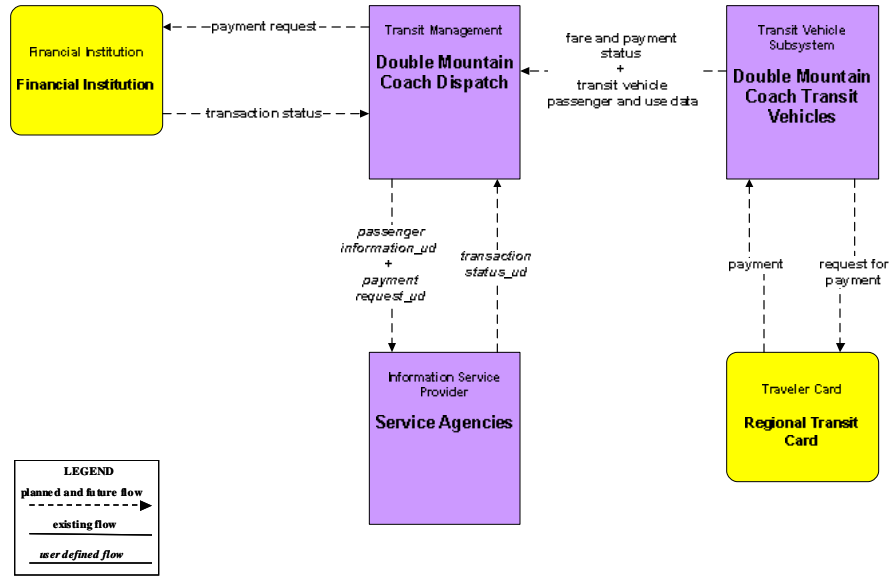 Financial Institution
Financial Institution
payment request
transaction status
Transit Management
Double Mountain
Coach Dispatch
fare and payment
status
+
transit vehicle
passenger and use data
Transit Vehicle
Subsystem
Double Mountain
Coach Transit
Vehicles
passenger
information_ud
+
payment
request_ud
transaction
status_ud
payment
request for
payment
Information Service
Provider
Service Agencies
Traveler Card
Regional Transit
Card
LEGEND
planned and future flow
existing flow
user defined flow